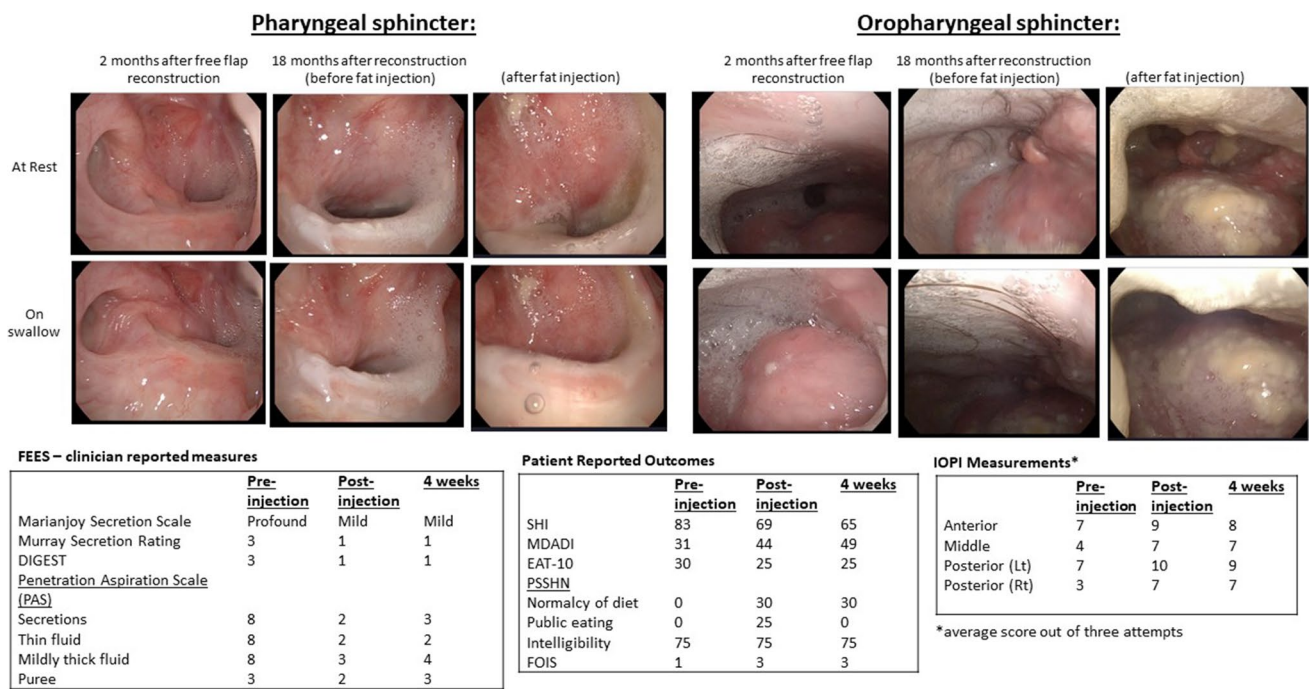 Pharyngeal sphincter:
Oropharyngeal sphincter:
2 months after free flap reconstruction
18 months after reconstruction (before fat injection)
(after fat injection)
2 months after free flap reconstruction
18 months after reconstruction (before fat injection)
(after fat injection)
At Rest
On swallow
FEES – clinician reported measures
Pre-injection Post-injection 4 weeks
Marianjoy Secretion Scale Profound Mild Mild
Murray Secretion Rating 3 1 1
DIGEST 3 1 1
Penetration Aspiration Scale (PAS)
Secretions 8 2 3
Thin fluid 8 2 2
Mildly thick fluid 8 3 4
Puree 3 2 3
Patient Reported Outcomes
Pre-injection Post-injection 4 weeks
SHI 83 69 65
MDADI 31 44 49
EAT-10 30 25 25
PSSHN
Normalcy of diet 0 30 30
Public eating 0 25 0
Intelligibility 75 75 75
FOIS 1 3 3
IOPI Measurements*
Pre-injection Post-injection 4 weeks
Anterior 7 9 8
Middle 4 7 7
Posterior (Lt) 7 10 9
Posterior (Rt) 3 7 7
*average score out of three attempts